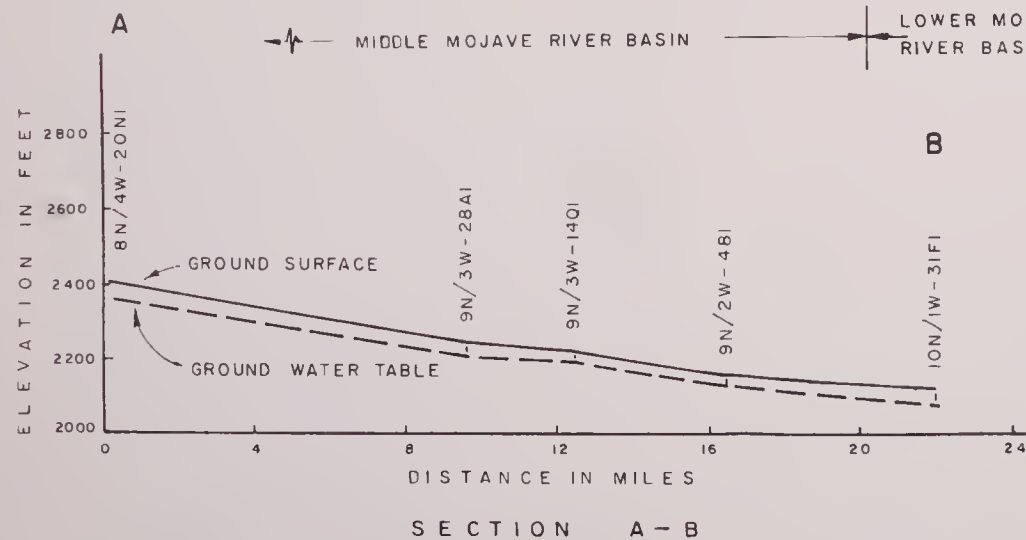 A
MIDDLE MOJAVE RIVER BASIN
LOWER MO
RIVER BAS
ELEVATION IN FEET
2800
2600
2400
2200
2000
8N/4W-20N1
9N/3W-28A1
9N/3W-14Q1
9N/2W-4B1
B
10N/1W-31F1
GROUND SURFACE
GROUND WATER TABLE
0 4 8 12 16 20 24
DISTANCE IN MILES
SECTION A-B